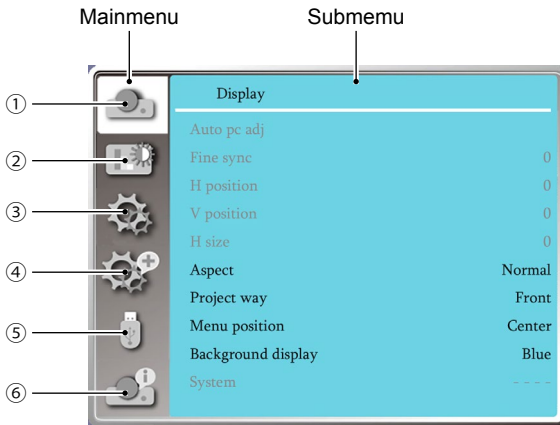 Mainmenu Submemu
Display
① 
Auto pc adj
② Fine sync 0
H position 0
③ V position 0
H size 0
④ Aspect Normal
Project way Front
⑤ Menu position Center
Background display Blue
⑥ System - - - -